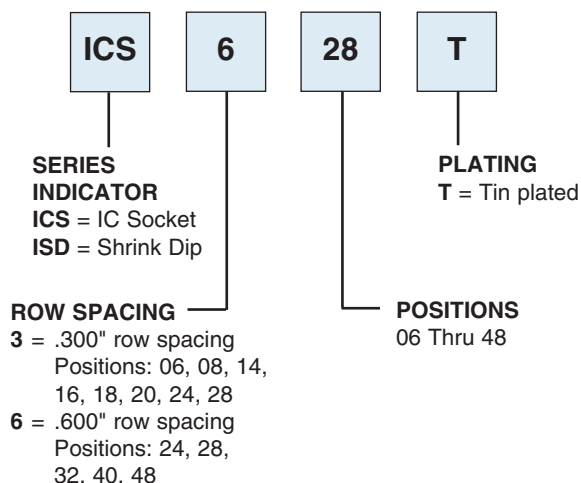 ICS 6 28 T
SERIES
INDICATOR
ICS = IC Socket
ISD = Shrink Dip
PLATING
T = Tin plated
ROW SPACING
3 = .300" row spacing
Positions: 06, 08, 14,
16, 18, 20, 24, 28
6 = .600" row spacing
Positions: 24, 28,
32, 40, 48
POSITIONS
06 Thru 48